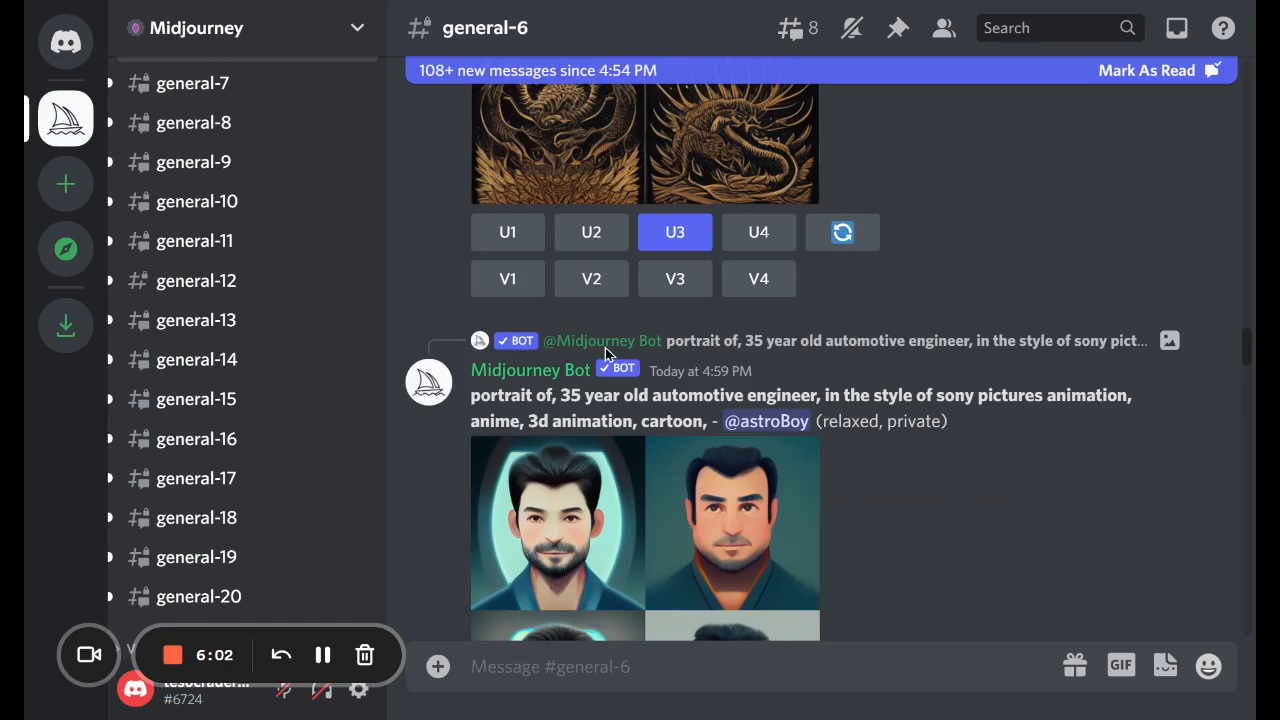 Midjourney
general-7
general-8
general-9
general-10
general-11
general-12
general-13
general-14
general-15
general-16
general-17
general-18
general-19
general-20
6:02
#6724
general-6
8
Search
108+ new messages since 4:54 PM
Mark As Read
U1 U2 U3 U4
V1 V2 V3 V4
BOT @Midjourney Bot portrait of, 35 year old automotive engineer, in the style of sony pict...
Midjourney Bot BOT Today at 4:59 PM
portrait of, 35 year old automotive engineer, in the style of sony pictures animation,
anime, 3d animation, cartoon, - @astroBoy (relaxed, private)
Message #general-6
GIF